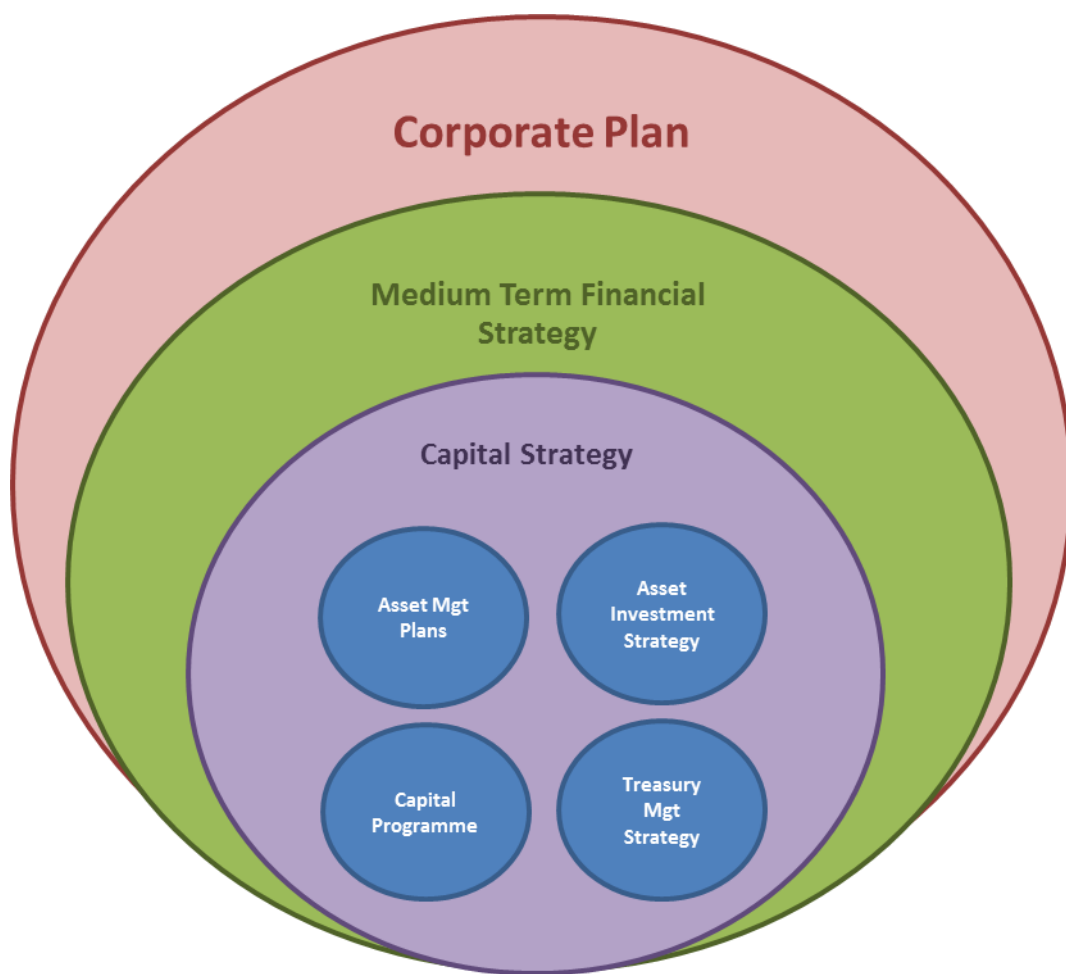 Corporate Plan
Medium Term Financial
Strategy
Capital Strategy
Asset Mgt
Plans
Asset
Investment
Strategy
Capital
Programme
Treasury
Mgt
Strategy